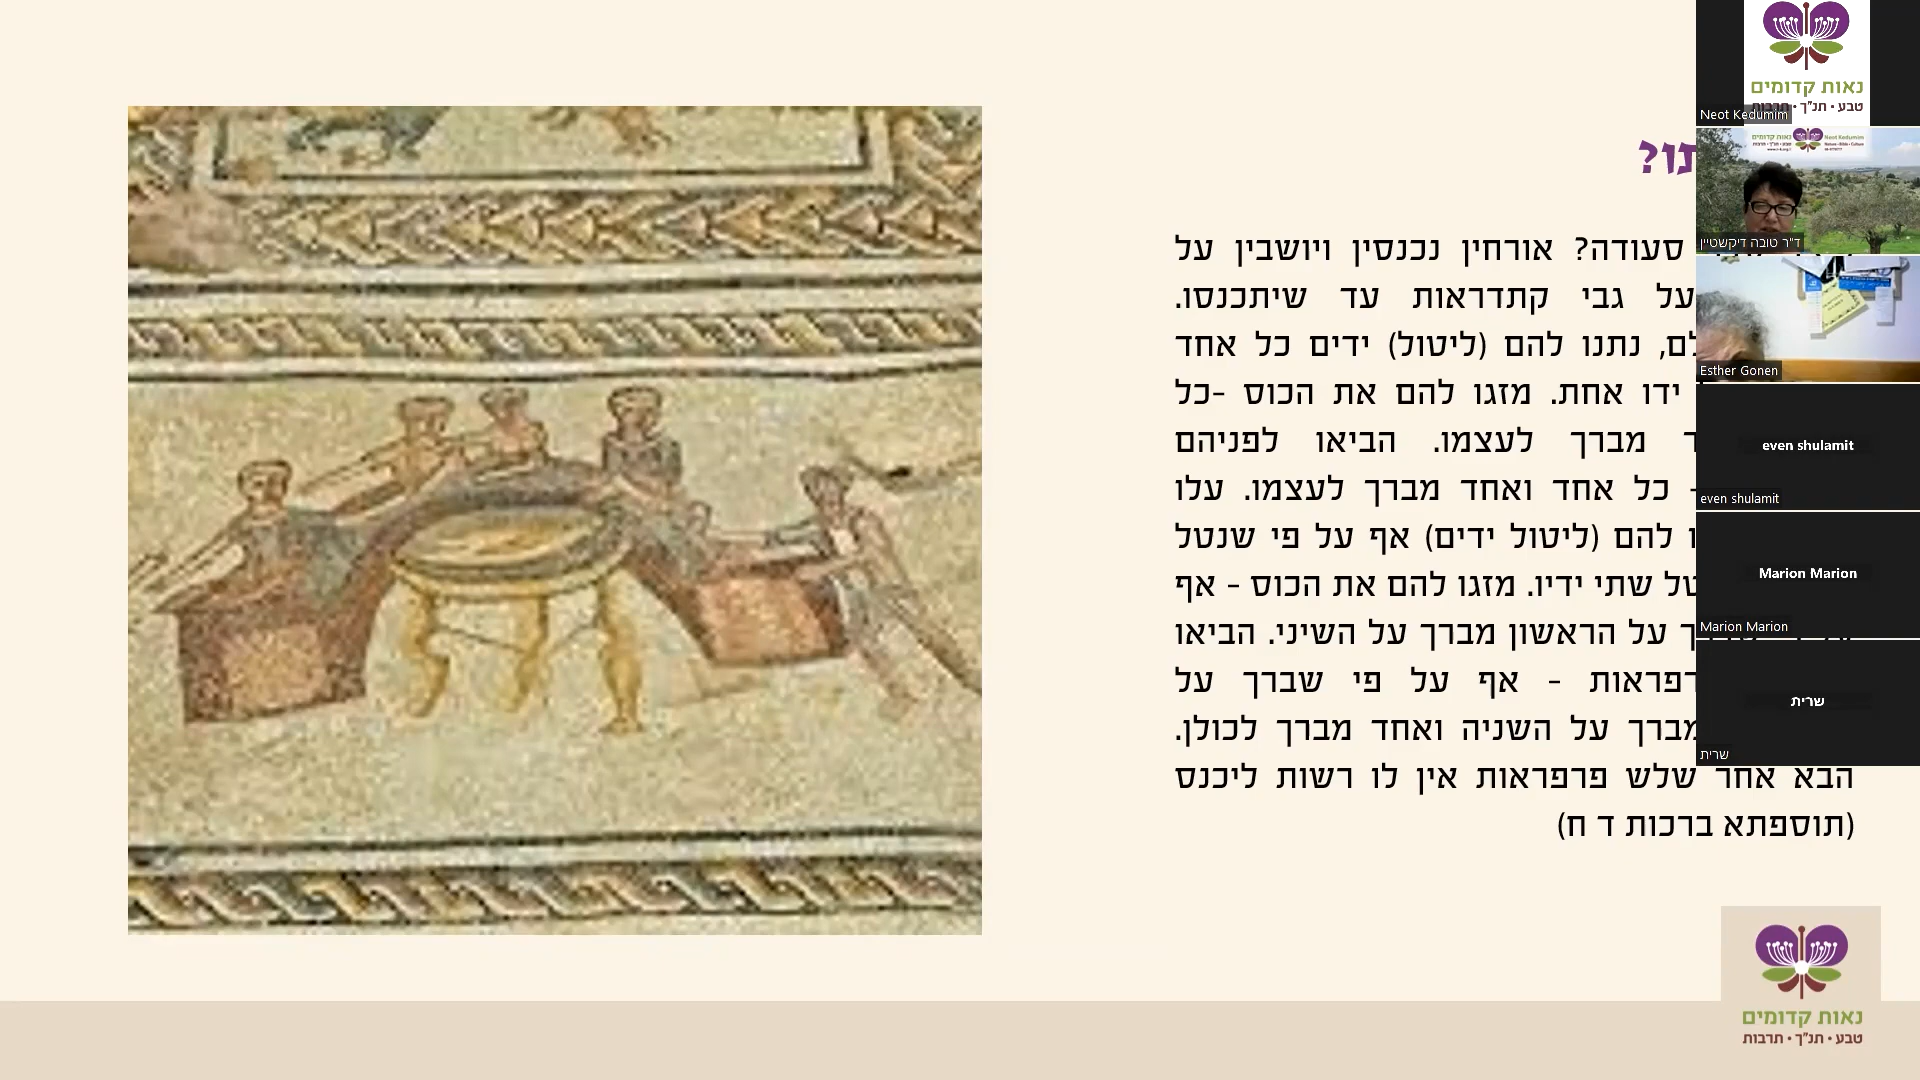 תו?
סעודה? אורחין נכנסין ויושבין על
על גבי קתדראות עד שיתכנסו.
נתנו להם (ליטול) ידים כל אחד
ידו אחת. מזגו להם את הכוס -כל
מברך לעצמו. הביאו לפניהם
- כל אחד ואחד מברך לעצמו. עלו
להם (ליטול ידים) אף על פי שנטל
שתי ידיו. מזגו להם את הכוס - אף
על הראשון מברך על השיני. הביאו
- אף על פי שברך על
מברך על השניה ואחד מברך לכולן.
הבא אחר שלש פרפראות אין לו רשות ליכנס
(תוספתא ברכות ד ח)
נאות קדומים
טבע • תנ"ך • תרבות
Neot Kedumim
ד"ר טובה דיקשטיין
Esther Gonen
even shulamit
even shulamit
Marion Marion
Marion Marion
שרית
שרית
נאות קדומים
טבע • תנ"ך • תרבות